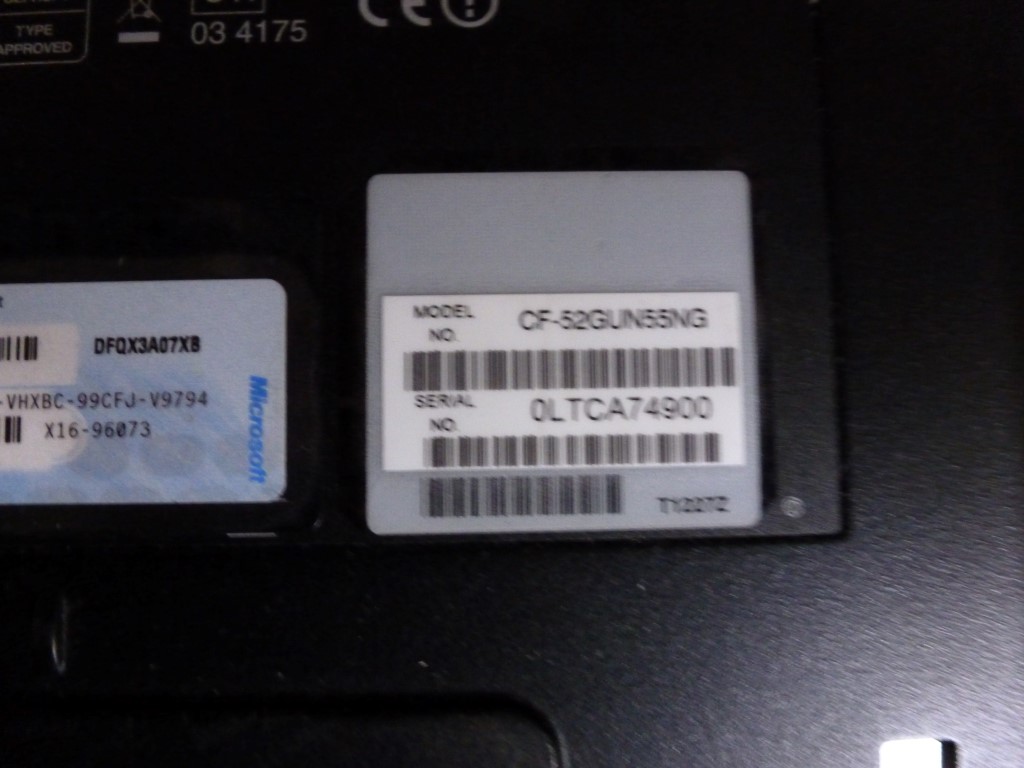 TYPE
APPROVED
03 4175
MODEL
NO.
CF-52GUN55NG
SERIAL
NO.
0LTCA74900
T1227Z
DFQX3A07XB
-VHXBC-99CFJ-V9794
X16-96073
Microsoft